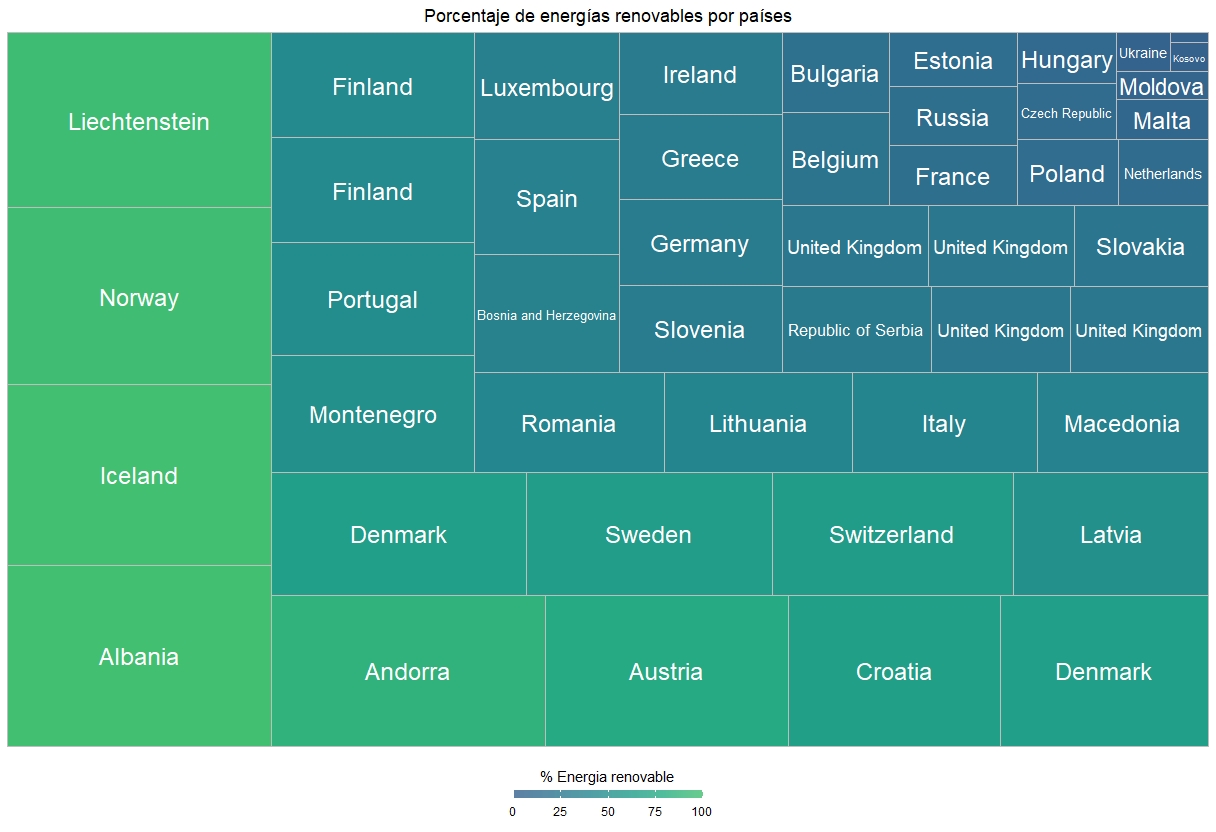 Porcentaje de energías renovables por países
Liechtenstein
Norway
Iceland
Albania
Finland
Finland
Portugal
Montenegro
Luxembourg
Spain
Bosnia and Herzegovina
Ireland
Greece
Germany
Slovenia
Bulgaria
Belgium
Estonia
Russia
France
Hungary
Czech Republic
Poland
Ukraine
Kosovo
Moldova
Malta
Netherlands
United Kingdom
United Kingdom
Slovakia
Republic of Serbia
United Kingdom
United Kingdom
Romania
Lithuania
Italy
Macedonia
Denmark
Sweden
Switzerland
Latvia
Andorra
Austria
Croatia
Denmark
% Energia renovable
0 25 50 75 100